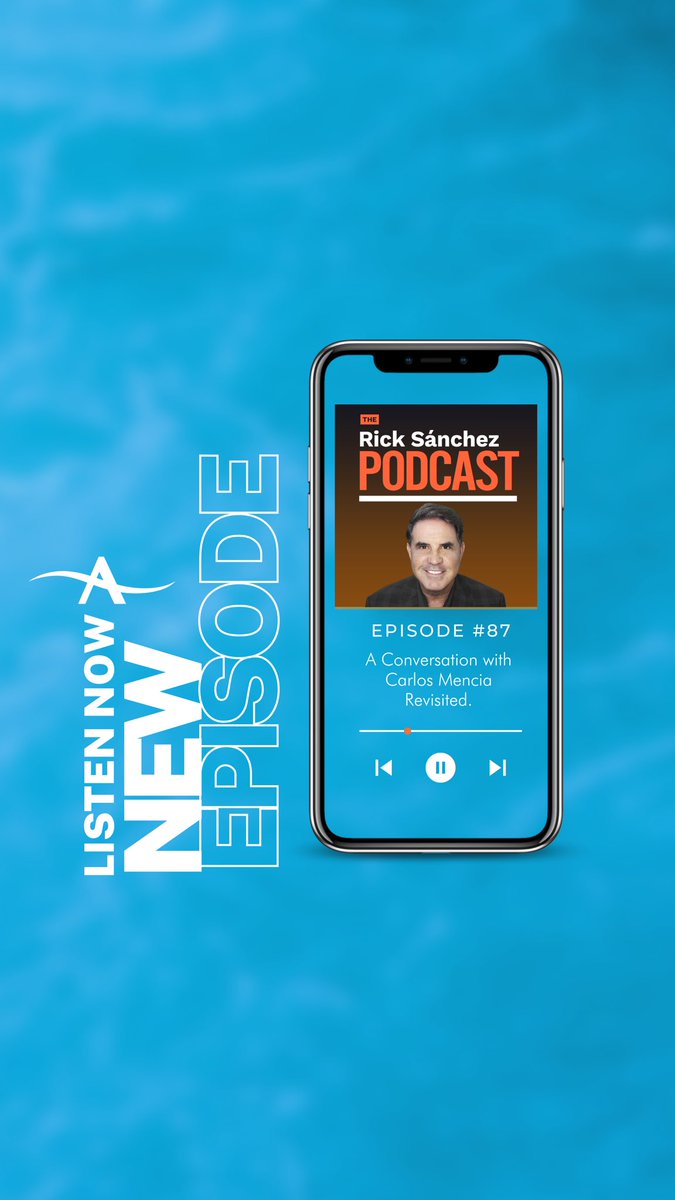 LISTEN NOW
NEW
EPISODE
THE
Rick Sánchez
PODCAST
EPISODE #87
A Conversation with
Carlos Mencia
Revisited.